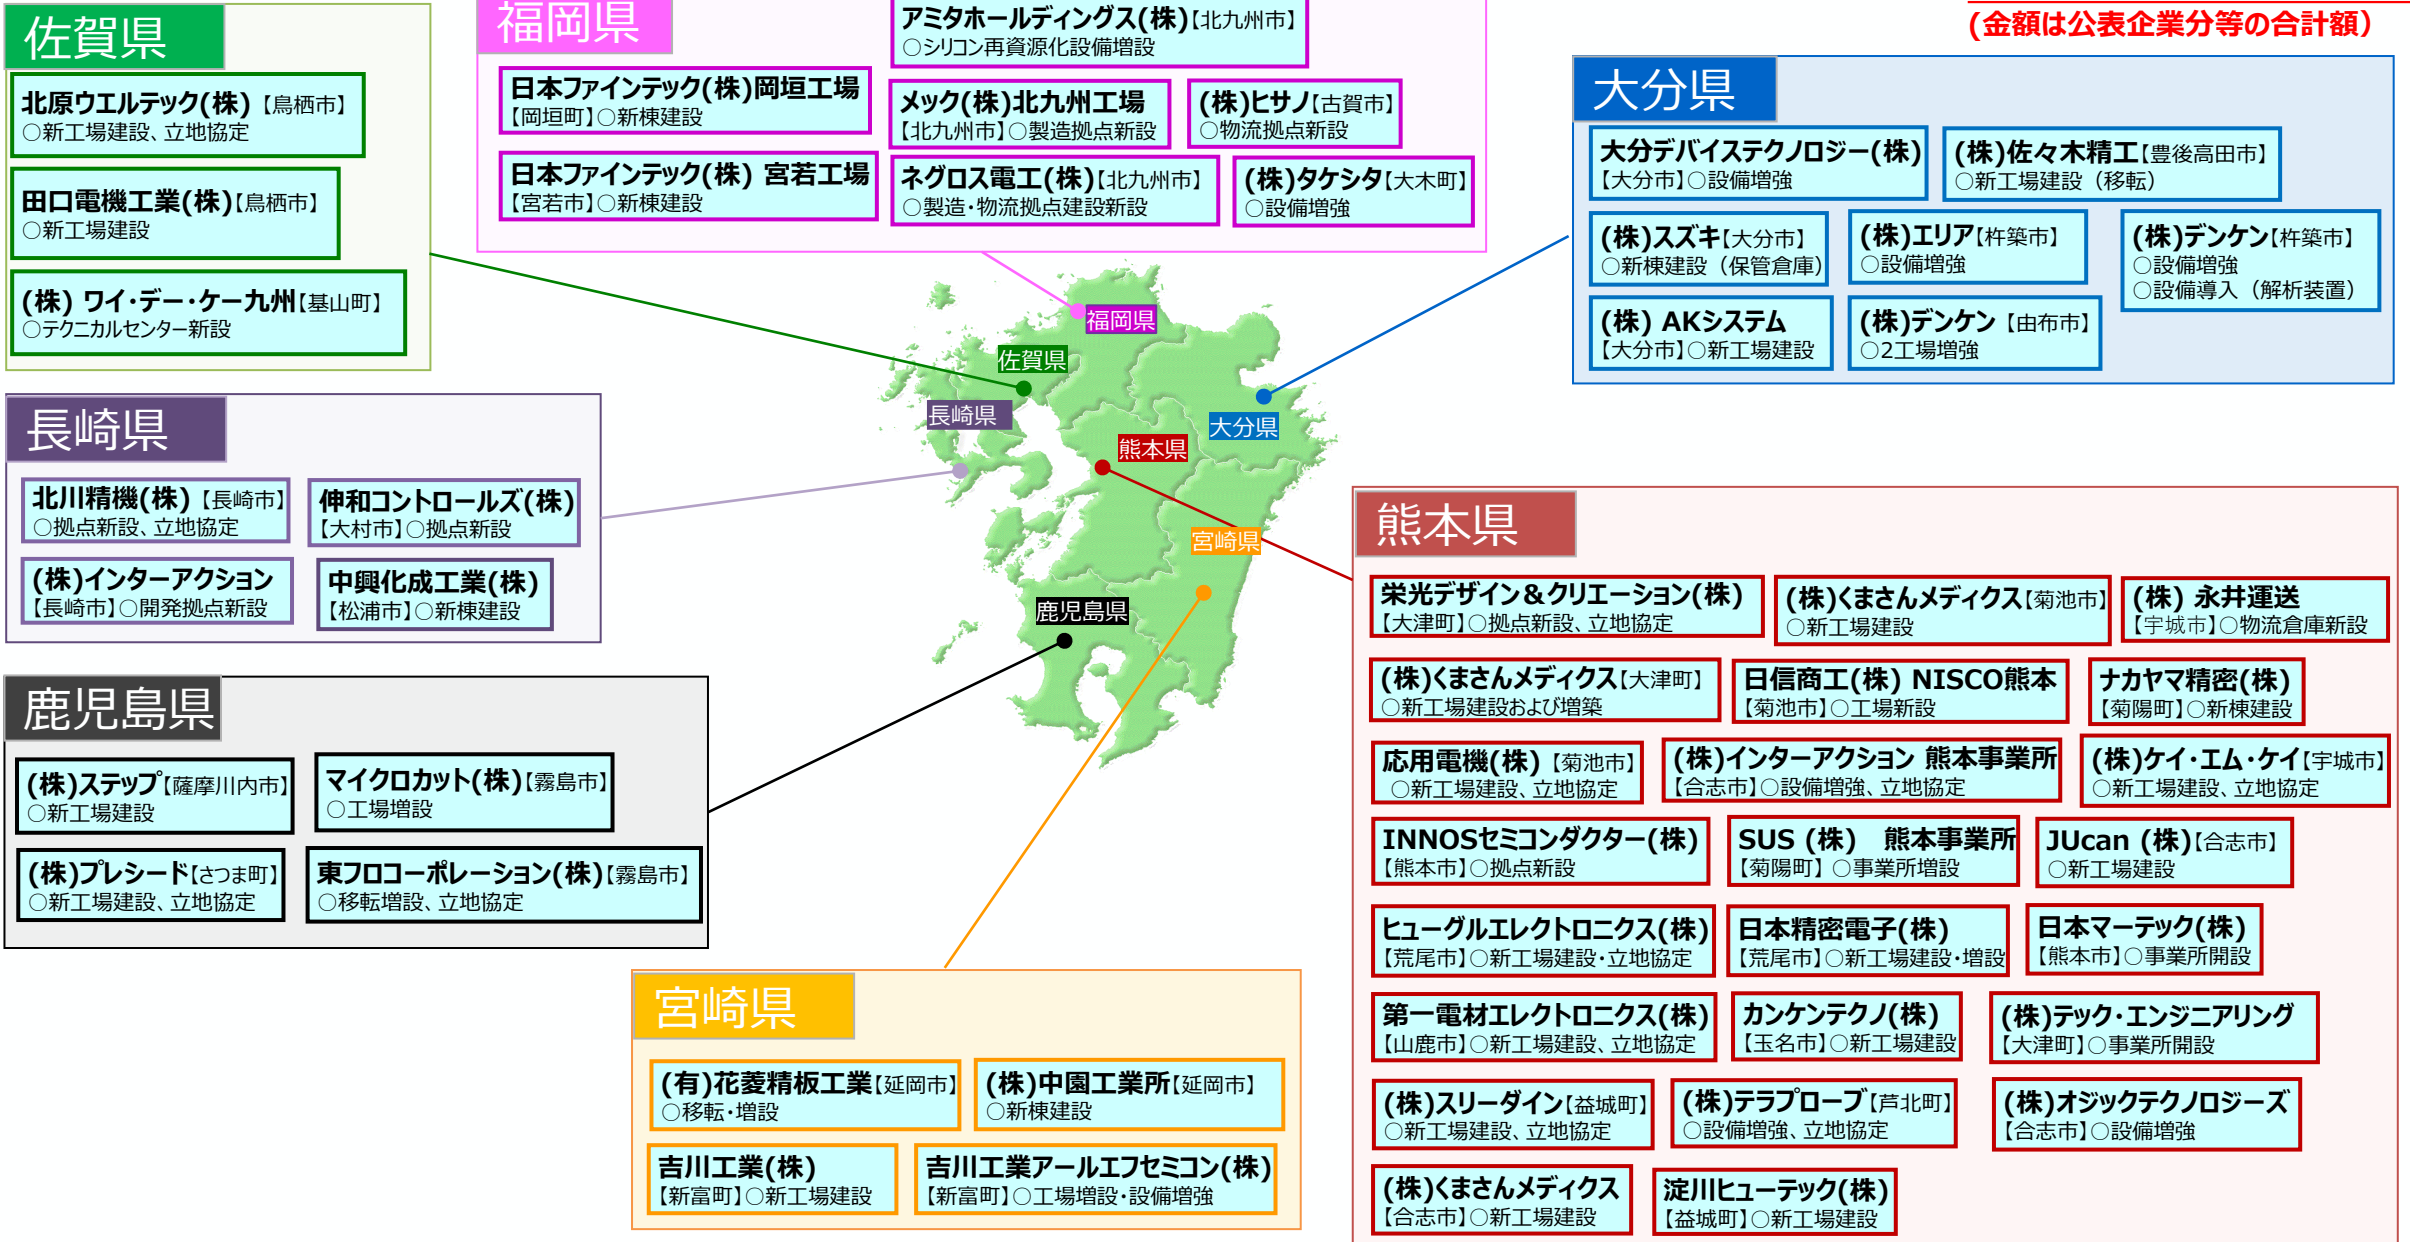 (金額は公表企業分等の合計額)
佐賀県
北原ウエルテック(株)【鳥栖市】
○新工場建設、立地協定
田口電機工業(株)【鳥栖市】
○新工場建設
(株) ワイ・デー・ケー九州【基山町】
○テクニカルセンター新設
福岡県
アミタホールディングス(株)【北九州市】
○シリコン再資源化設備増設
日本ファインテック(株)岡垣工場
【岡垣町】○新棟建設
メック(株)北九州工場
【北九州市】○製造拠点新設
(株)ヒサノ【古賀市】
○物流拠点新設
日本ファインテック(株) 宮若工場
【宮若市】○新棟建設
ネグロス電工(株)【北九州市】
○製造・物流拠点建設新設
(株)タケシタ【大木町】
○設備増強
大分県
大分デバイステクノロジー(株)
【大分市】○設備増強
(株)佐々木精工【豊後高田市】
○新工場建設（移転）
(株)スズキ【大分市】
○新棟建設（保管倉庫）
(株)エリア【杵築市】
○設備増強
(株)デンケン【杵築市】
○設備増強
○設備導入（解析装置）
(株) AKシステム
【大分市】○新工場建設
(株)デンケン【由布市】
○2工場増強
福岡県
佐賀県
長崎県
大分県
熊本県
宮崎県
鹿児島県
長崎県
北川精機(株)【長崎市】
○拠点新設、立地協定
伸和コントロールズ(株)
【大村市】○拠点新設
(株)インターアクション
【長崎市】○開発拠点新設
中興化成工業(株)
【松浦市】○新棟建設
鹿児島県
(株)ステップ【薩摩川内市】
○新工場建設
マイクロカット(株)【霧島市】
○工場増設
(株)プレシード【さつま町】
○新工場建設、立地協定
東フロコーポレーション(株)【霧島市】
○移転増設、立地協定
宮崎県
(有)花菱精板工業【延岡市】
○移転・増設
(株)中園工業所【延岡市】
○新棟建設
吉川工業(株)
【新富町】○新工場建設
吉川工業アールエフセミコン(株)
【新富町】○工場増設・設備増強
熊本県
栄光デザイン＆クリエーション(株)
【大津町】○拠点新設、立地協定
(株)くまさんメディクス【菊池市】
○新工場建設
(株) 永井運送
【宇城市】○物流倉庫新設
(株)くまさんメディクス【大津町】
○新工場建設および増築
日信商工(株) NISCO熊本
【菊池市】○工場新設
ナカヤマ精密(株)
【菊陽町】○新棟建設
応用電機(株)【菊池市】
○新工場建設、立地協定
(株)インターアクション 熊本事業所
【合志市】○設備増強、立地協定
(株)ケイ・エム・ケイ【宇城市】
○新工場建設、立地協定
INNOSセミコンダクター(株)
【熊本市】○拠点新設
SUS (株)　熊本事業所
【菊陽町】○事業所増設
JUcan (株)【合志市】
○新工場建設
ヒューグルエレクトロニクス(株)
【荒尾市】○新工場建設・立地協定
日本精密電子(株)
【荒尾市】○新工場建設・増設
日本マーテック(株)
【熊本市】○事業所開設
第一電材エレクトロニクス(株)
【山鹿市】○新工場建設、立地協定
カンケンテクノ(株)
【玉名市】○新工場建設
(株)テック・エンジニアリング
【大津町】○事業所開設
(株)スリーダイン【益城町】
○新工場建設、立地協定
(株)テラプローブ【芦北町】
○設備増強、立地協定
(株)オジックテクノロジーズ
【合志市】○設備増強
(株)くまさんメディクス
【合志市】○新工場建設
淀川ヒューテック(株)
【益城町】○新工場建設